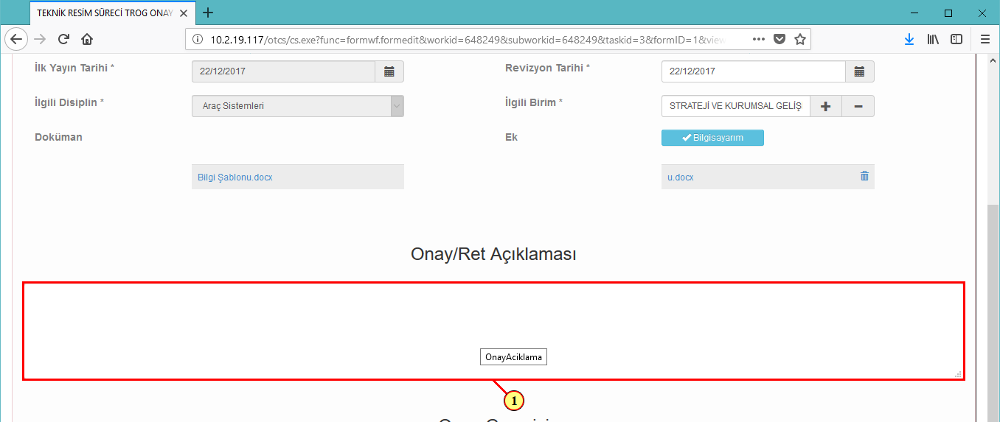 TEKNİK RESİM SÜRECİ TROG ONAY
10.2.19.117/otcs/cs.exe?func=formwf.formedit&workid=648249&subworkid=648249&taskid=3&formID=1&view
İlk Yayın Tarihi * 22/12/2017 Revizyon Tarihi * 22/12/2017
İlgili Disiplin * Araç Sistemleri İlgili Birim * STRATEJİ VE KURUMSAL GELİŞ
Doküman Ek Bilgisayarım
Bilgi Şablonu.docx u.docx
Onay/Ret Açıklaması
OnayAciklama
1